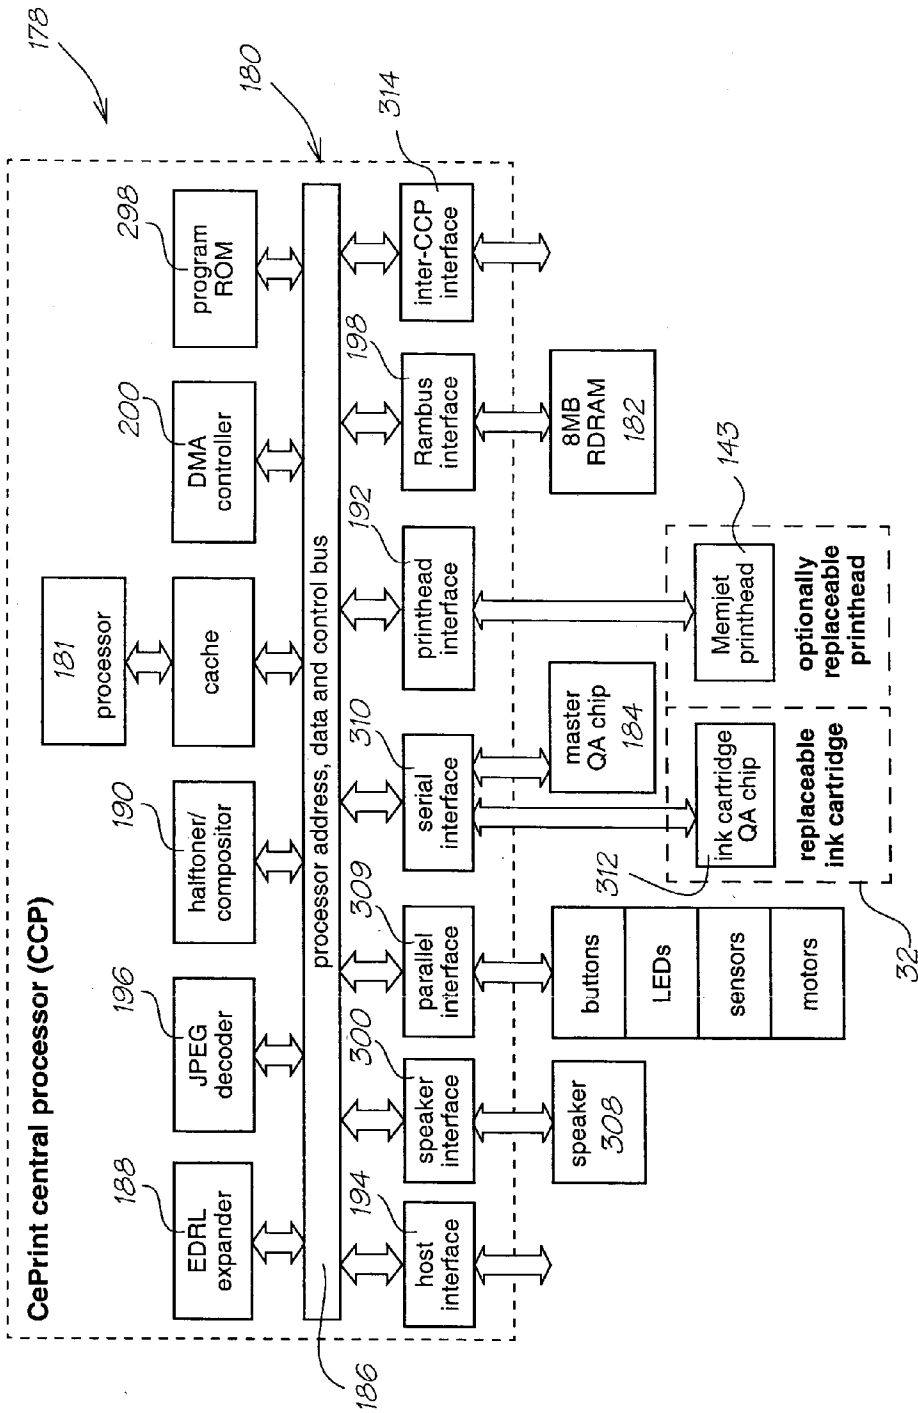 178
CePrint central processor (CCP)
180
181
processor
188
EDRL
expander
196
JPEG
decoder
190
halftoner/
compositor
cache
200
DMA
controller
298
program
ROM
186
processor address, data and control bus
194
host
interface
300
speaker
interface
309
parallel
interface
310
serial
interface
192
printhead
interface
198
Rambus
interface
314
inter-CCP
interface
speaker
308
buttons
LEDs
sensors
motors
master
QA chip
184
8MB
RDRAM
182
312
ink cartridge
QA chip
replaceable
ink cartridge
143
Memjet
printhead
optionally
replaceable
printhead
32